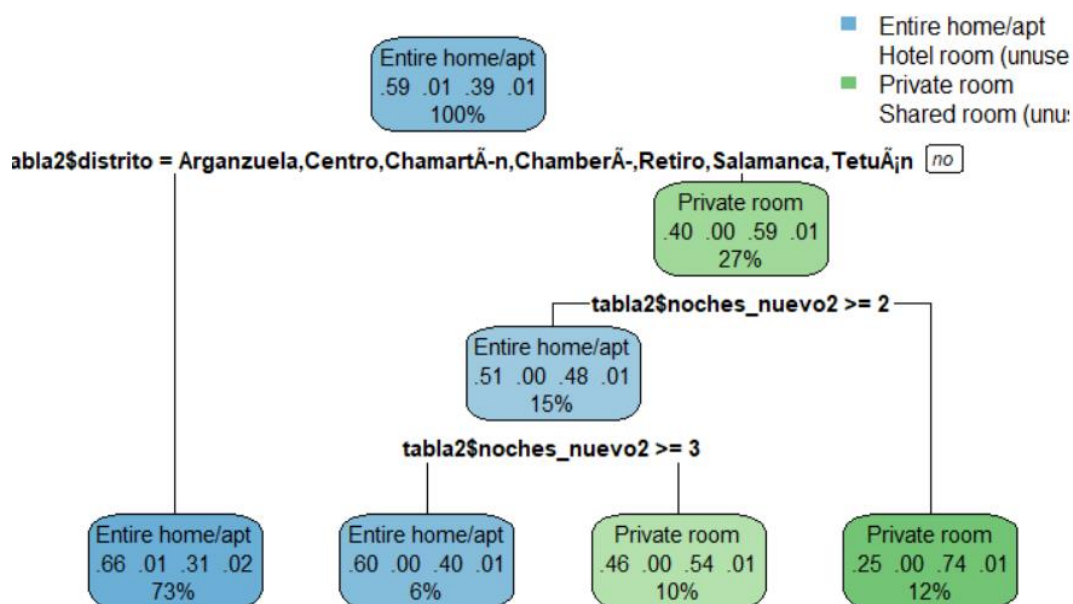 Entire home/apt
Hotel room (unuse
Private room
Shared room (unu
Entire home/apt
.59 .01 .39 .01
100%
abla2$distrito = Arganzuela,Centro,ChamartÃ-n,ChamberÃ-,Retiro,Salamanca,TetuÃ¡n no
Private room
.40 .00 .59 .01
27%
tabla2$noches_nuevo2 >= 2
Entire home/apt
.51 .00 .48 .01
15%
tabla2$noches_nuevo2 >= 3
Entire home/apt
.66 .01 .31 .02
73%
Entire home/apt
.60 .00 .40 .01
6%
Private room
.46 .00 .54 .01
10%
Private room
.25 .00 .74 .01
12%